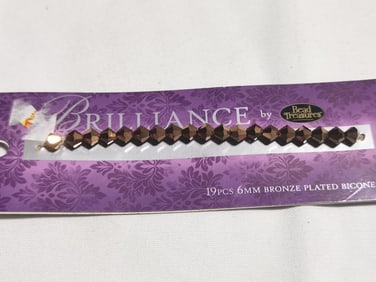 BRILLIANCE by Bead Treasures
19PCS 6MM BRONZE PLATED BICONE